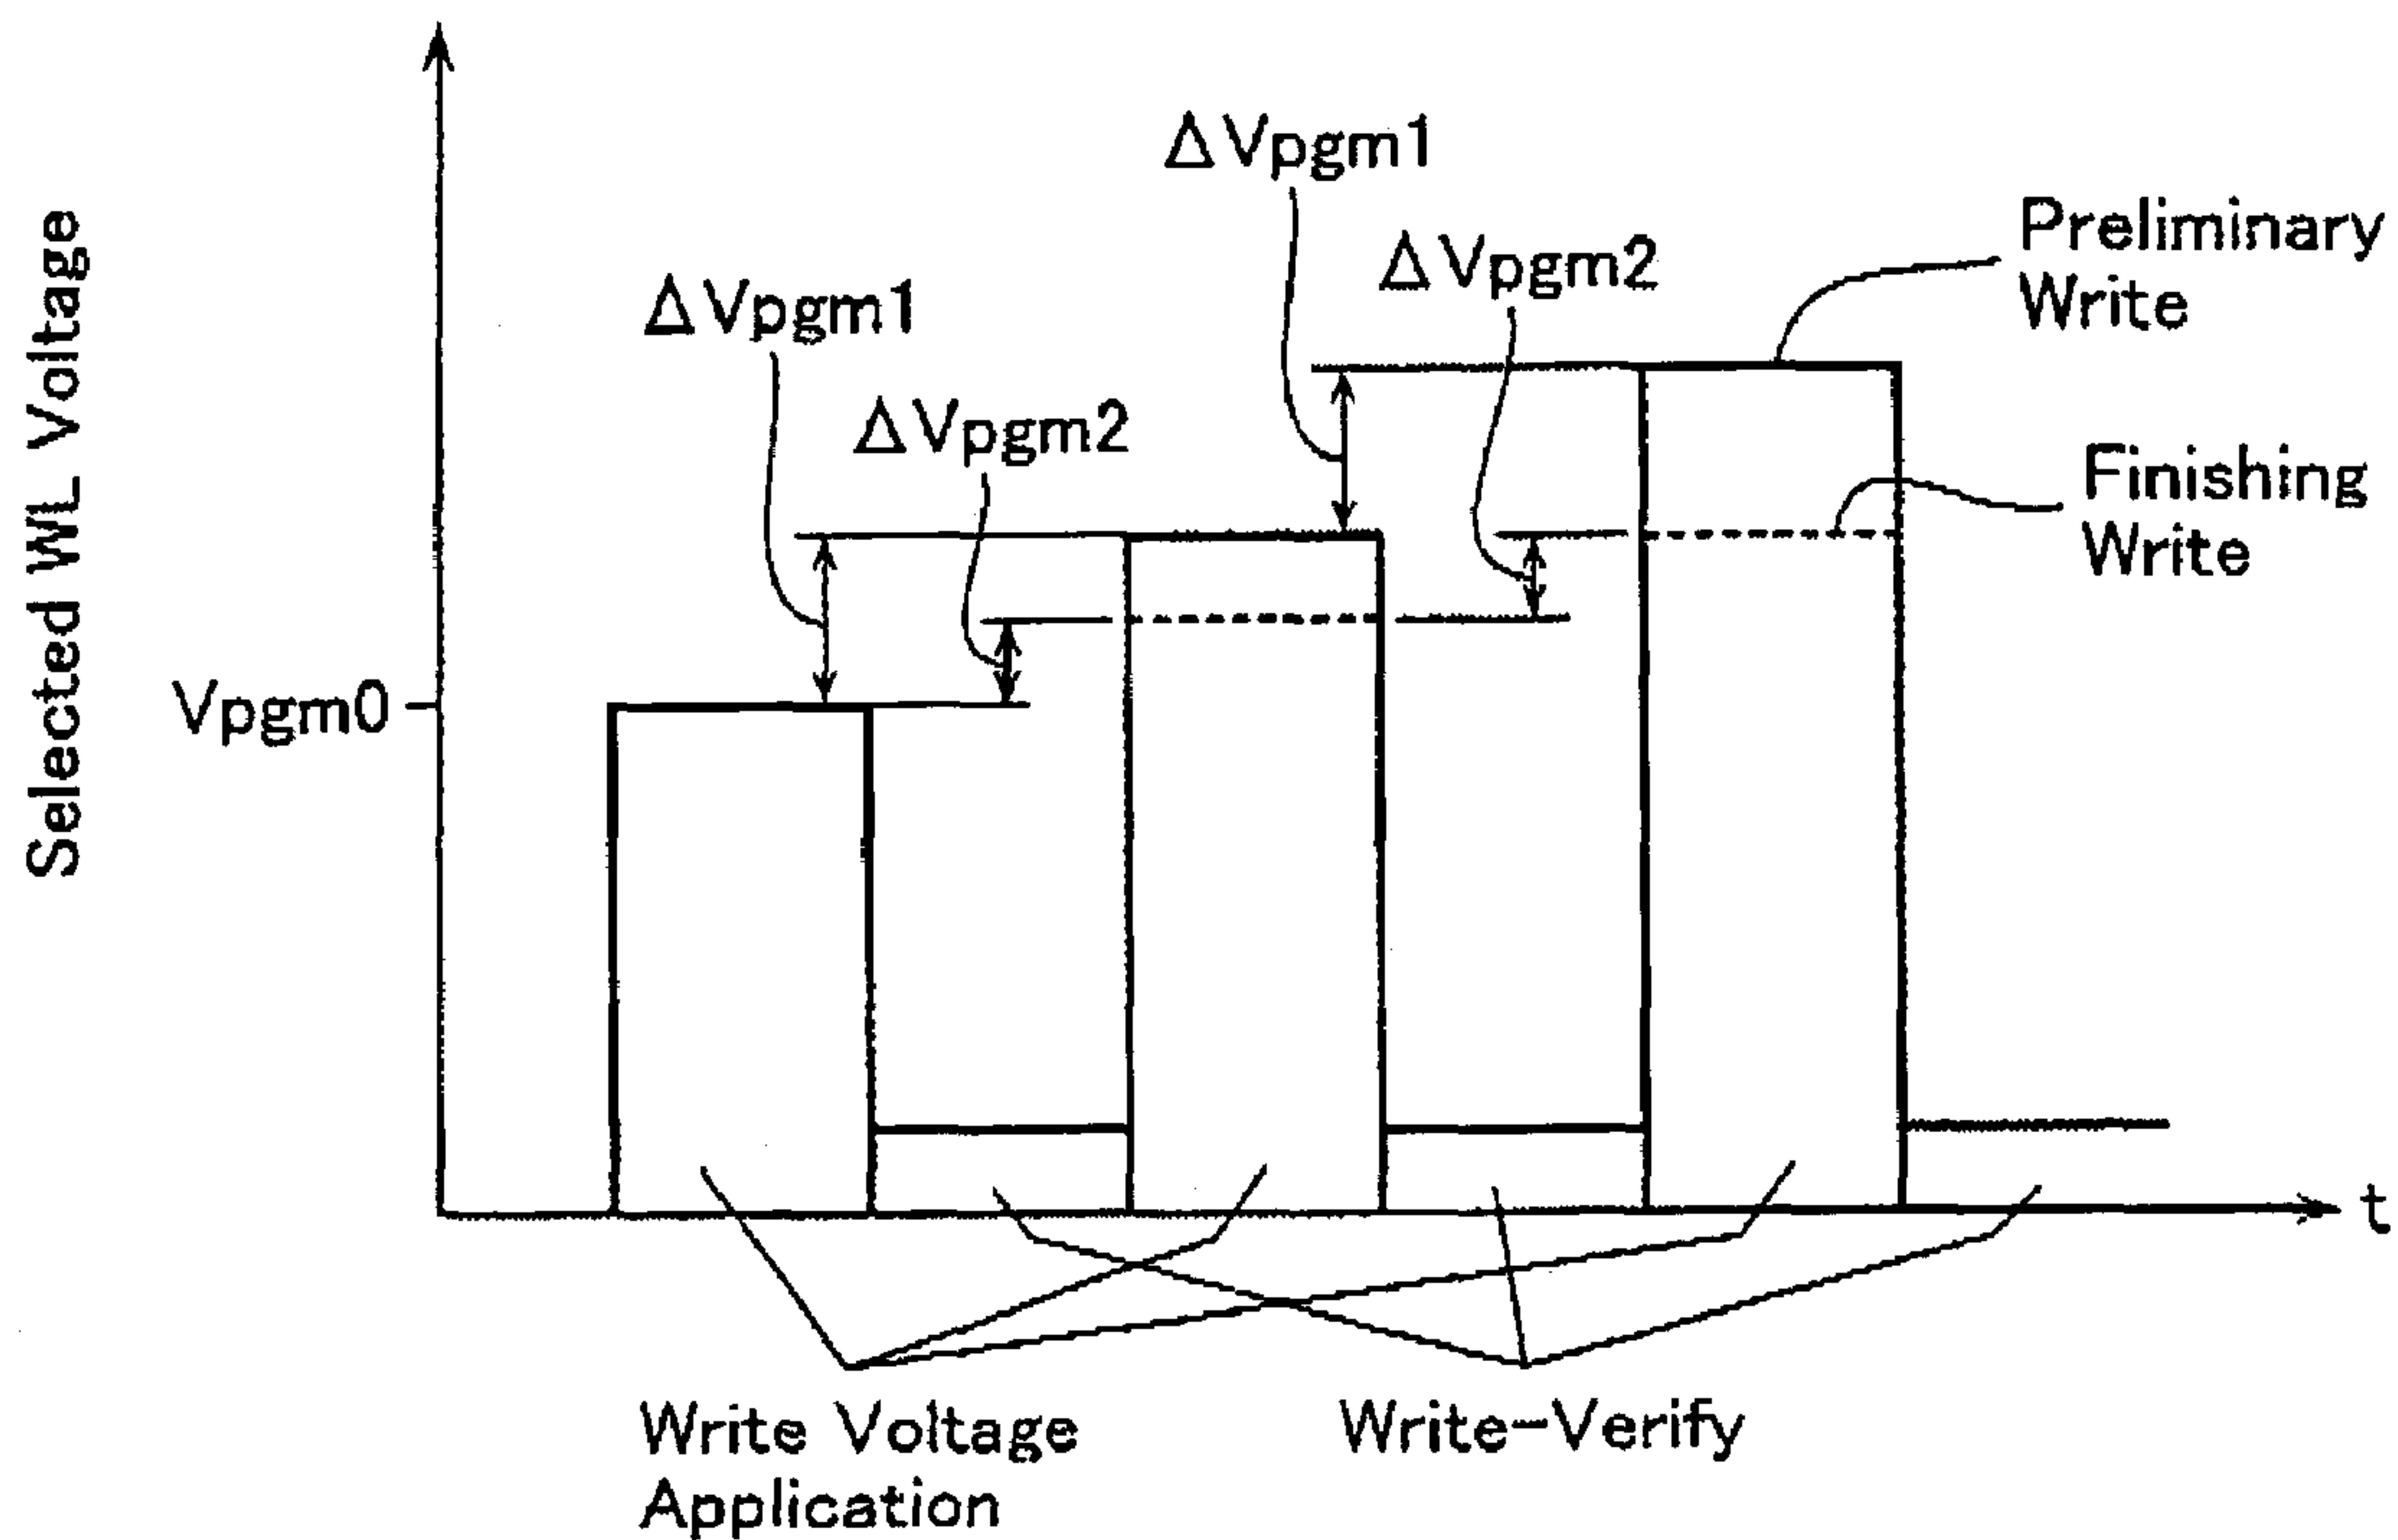 Selected WL Voltage
ΔVpgm1
ΔVpgm2
Preliminary
Write
ΔVpgm1
ΔVpgm2
Finishing
Write
Vpgm0
t
Write Voltage
Application
Write-Verify